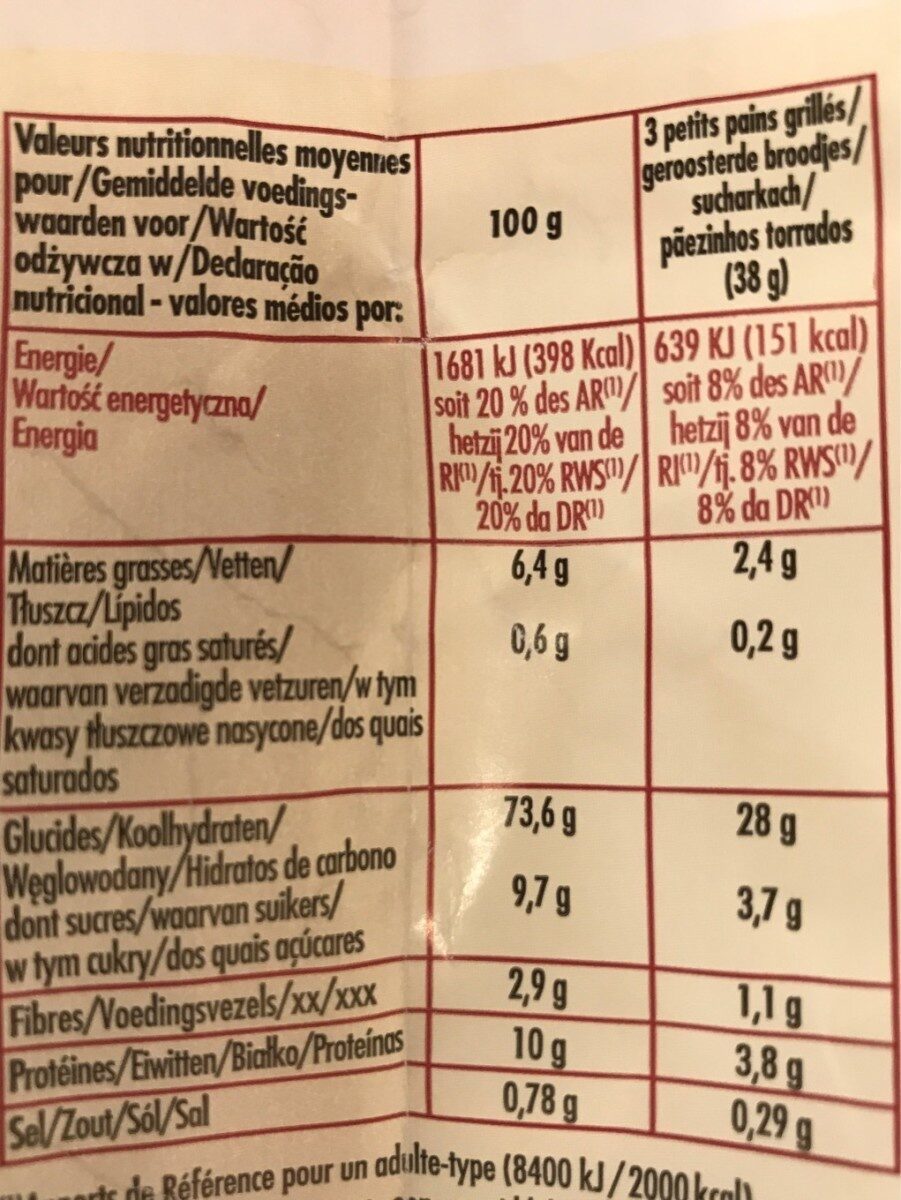 Valeurs nutritionnelles moyennes
pour/Gemiddelde voedings-
waarden voor/Wartość
odżywcza w/Declaração
nutricional - valores médios por:
100 g
3 petits pains grillés/
geroosterde broodjes/
sucharkach/
pãezinhos torrados
(38 g)
Energie/
Wartość energetyczna/
Energia
1681 kJ (398 Kcal)
soit 20 % des AR(1)/
hetzij 20% van de
RI(1)/tj. 20% RWS(1)/
20% da DR(1)
639 KJ (151 kcal)
soit 8% des AR(1)/
hetzij 8% van de
RI(1)/tj. 8% RWS(1)/
8% da DR(1)
Matières grasses/Vetten/
Tłuszcz/Lípidos
6,4 g
2,4 g
dont acides gras saturés/
waarvan verzadigde vetzuren/w tym
kwasy tłuszczowe nasycone/dos quais
saturados
0,6 g
0,2 g
Glucides/Koolhydraten/
Węglowodany/Hidratos de carbono
73,6 g
28 g
dont sucres/waarvan suikers/
w tym cukry/dos quais açúcares
9,7 g
3,7 g
Fibres/Voedingsvezels/xx/xxx
2,9 g
1,1 g
Protéines/Eiwitten/Białko/Proteínas
10 g
3,8 g
Sel/Zout/Sól/Sal
0,78 g
0,29 g
de Référence pour un adulte-type (8400 kJ/2000 kcal)